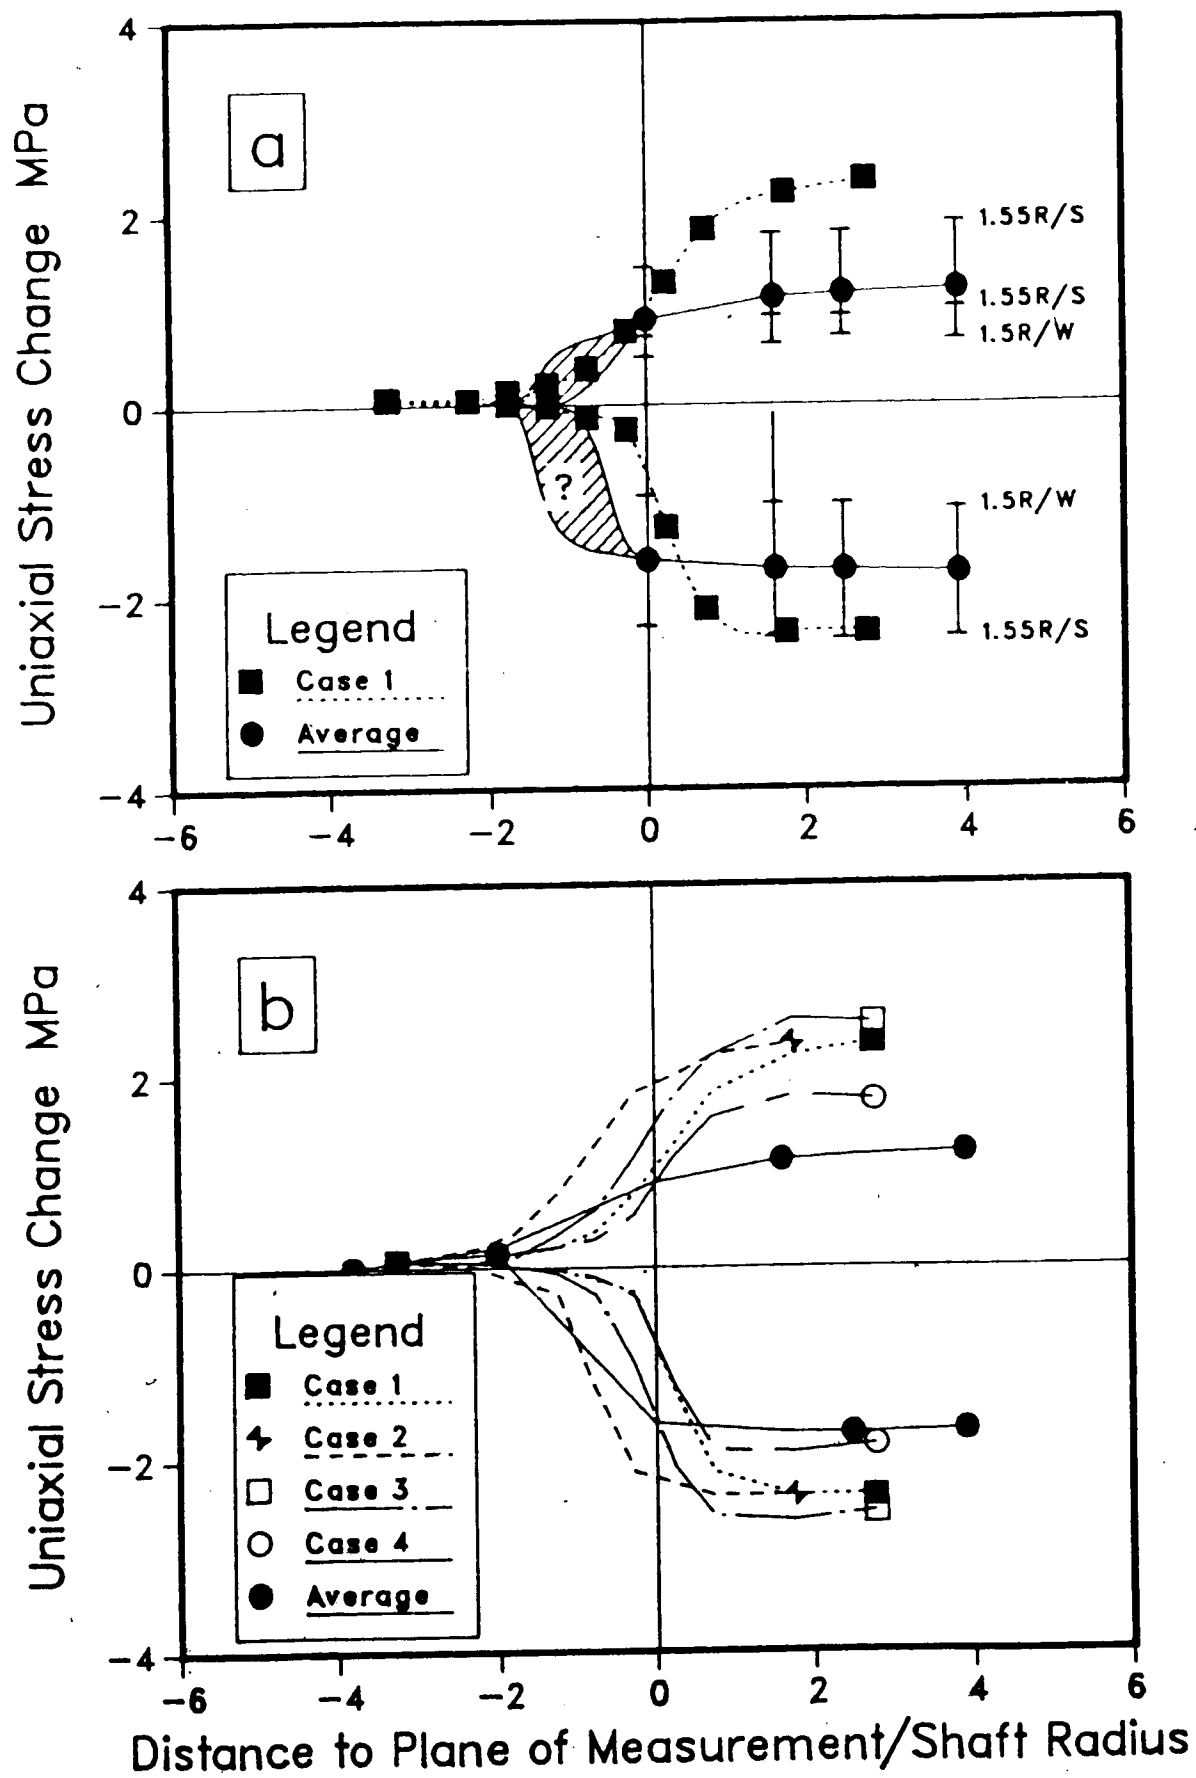 Uniaxial Stress Change MPa
4
2
0
−2
−4
a
1.55R/S
1.55R/S
1.5R/W
?
1.5R/W
1.55R/S
Legend
Case 1
Average
−6 −4 −2 0 2 4 6
Uniaxial Stress Change MPa
4
2
0
−2
−4
b
Legend
Case 1
Case 2
Case 3
Case 4
Average
−6 −4 −2 0 2 4 6
Distance to Plane of Measurement/Shaft Radius